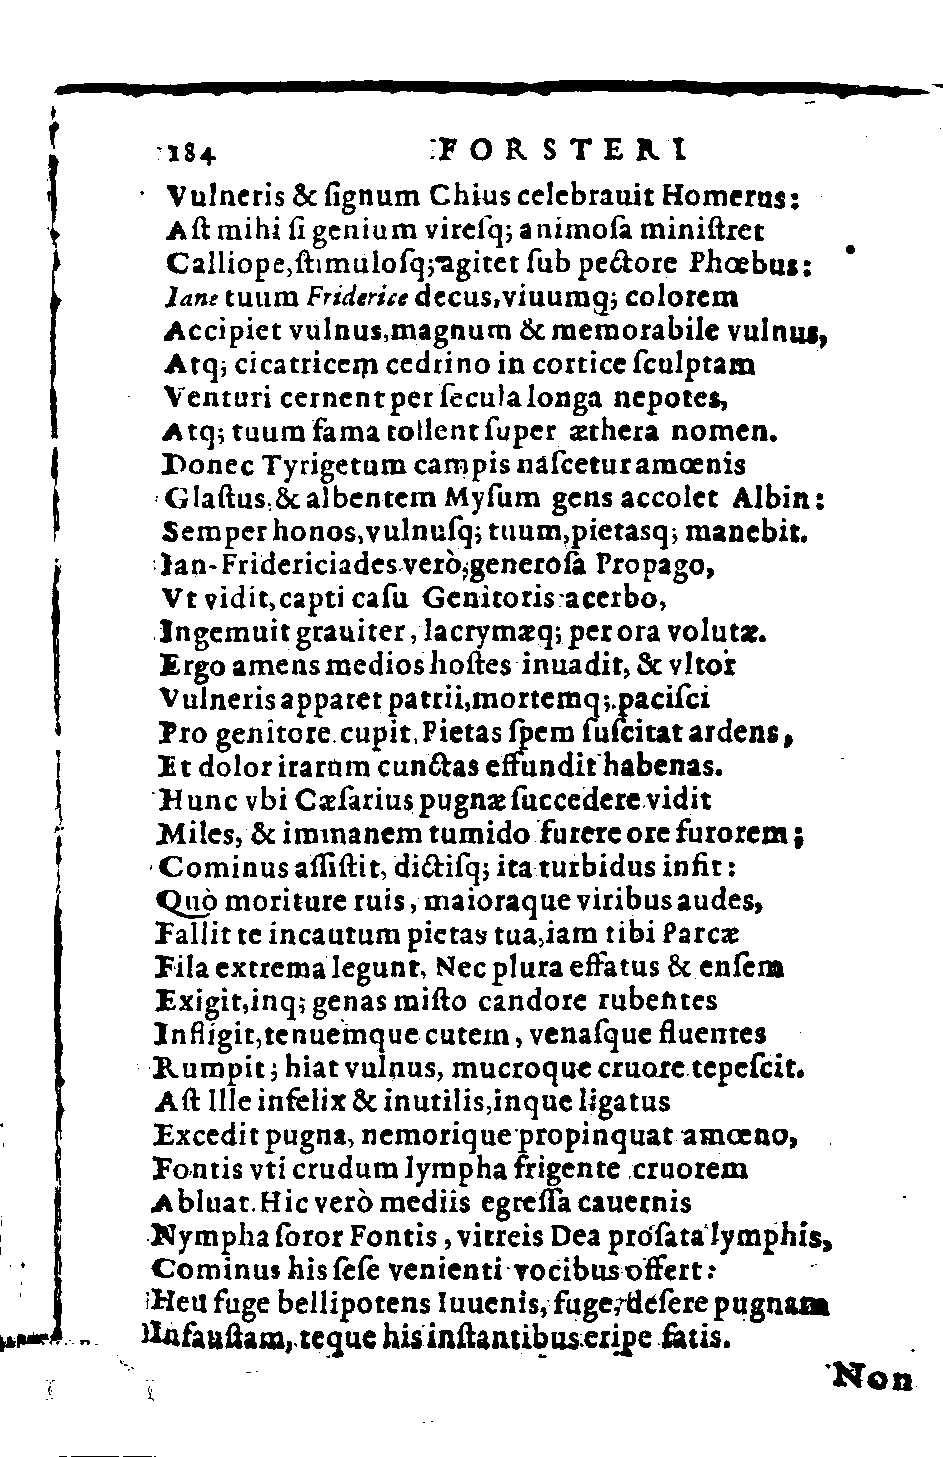 184 FORSTERI
Vulneris & ſignum Chius celebrauit Homerus:
Aſt mihi ſi genium vireſq; animoſa miniſtret
Calliope,ſtimuloſq; agitet ſub pectore Phœbus:
Iane tuum Friderice decus,viuumq; colorem
Accipiet vulnus,magnum & memorabile vulnus,
Atq; cicatricem cedrino in cortice ſculptam
Venturi cernent per ſecula longa nepotes,
Atq; tuum fama tollent ſuper æthera nomen.
Donec Tyrigetum campis naſcetur amœnis
Glaſtus,& albentem Myſum gens accolet Albin:
Semper honos,vulnuſq; tuum,pietasq; manebit.
Ian-Fridericiades verò,generoſa Propago,
Vt vidit,capti caſu Genitoris acerbo,
Ingemuit grauiter, lacrymæq; per ora volutæ.
Ergo amens medios hoſtes inuadit, & vltor
Vulneris apparet patrii,mortemq; paciſci
Pro genitore cupit, Pietas ſpem ſuſcitat ardens,
Et dolor irarum cunctas effundit habenas.
Hunc vbi Cæſarius pugnæ ſuccedere vidit
Miles, & immanem tumido furere ore furorem;
Cominus aſſiſtit, dictiſq; ita turbidus infit:
Quò moriture ruis, maioraque viribus audes,
Fallit te incautum pietas tua,iam tibi Parcæ
Fila extrema legunt, Nec plura effatus & enſem
Exigit,inq; genas miſto candore rubentes
Infligit,tenuemque cutem, venaſque fluentes
Rumpit; hiat vulnus, mucroque cruore tepeſcit.
Aſt Ille infelix & inutilis,inque ligatus
Excedit pugna, nemorique propinquat amœno,
Fontis vti crudum lympha frigente cruorem
Abluat. Hic verò mediis egreſſa cauernis
Nympha ſoror Fontis, vitreis Dea proſata lymphis,
Cominus his ſeſe venienti vocibus offert:
Heu fuge bellipotens Iuuenis, fuge, deſere pugnam
Infauſtam, teque his inſtantibus eripe fatis.
Non